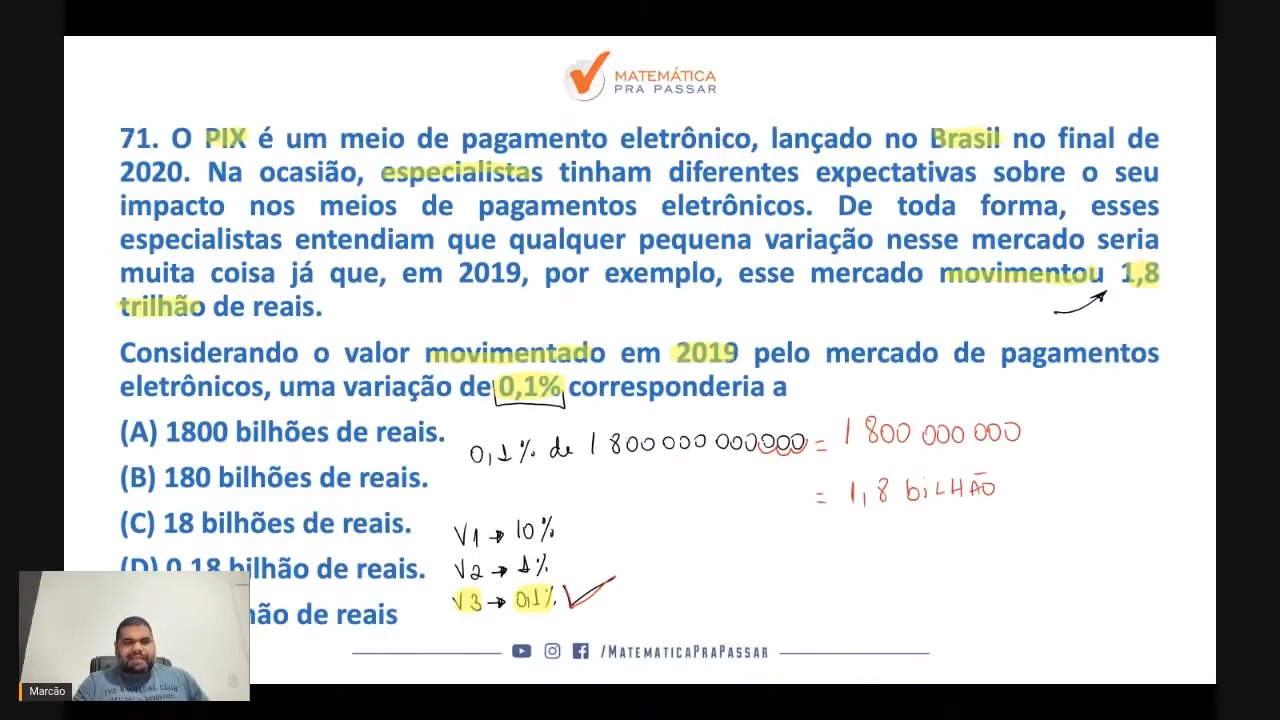 MATEMÁTICA
PRA PASSAR
71. O PIX é um meio de pagamento eletrônico, lançado no Brasil no final de
2020. Na ocasião, especialistas tinham diferentes expectativas sobre o seu
impacto nos meios de pagamentos eletrônicos. De toda forma, esses
especialistas entendiam que qualquer pequena variação nesse mercado seria
muita coisa já que, em 2019, por exemplo, esse mercado movimentou 1,8
trilhão de reais.
Considerando o valor movimentado em 2019 pelo mercado de pagamentos
eletrônicos, uma variação de 0,1% corresponderia a
(A) 1800 bilhões de reais.
0,1% de 1 800 000 000 000 = 1 800 000 000
(B) 180 bilhões de reais.
= 1,8 BILHÃO
(C) 18 bilhões de reais.
V1 → 10%
(D) 0,18 bilhão de reais.
V2 → 1%
V3 → 0,1%
hão de reais
/MATEMATICAPRAPASSAR
THE NAUTICAL CLUB
Marcão